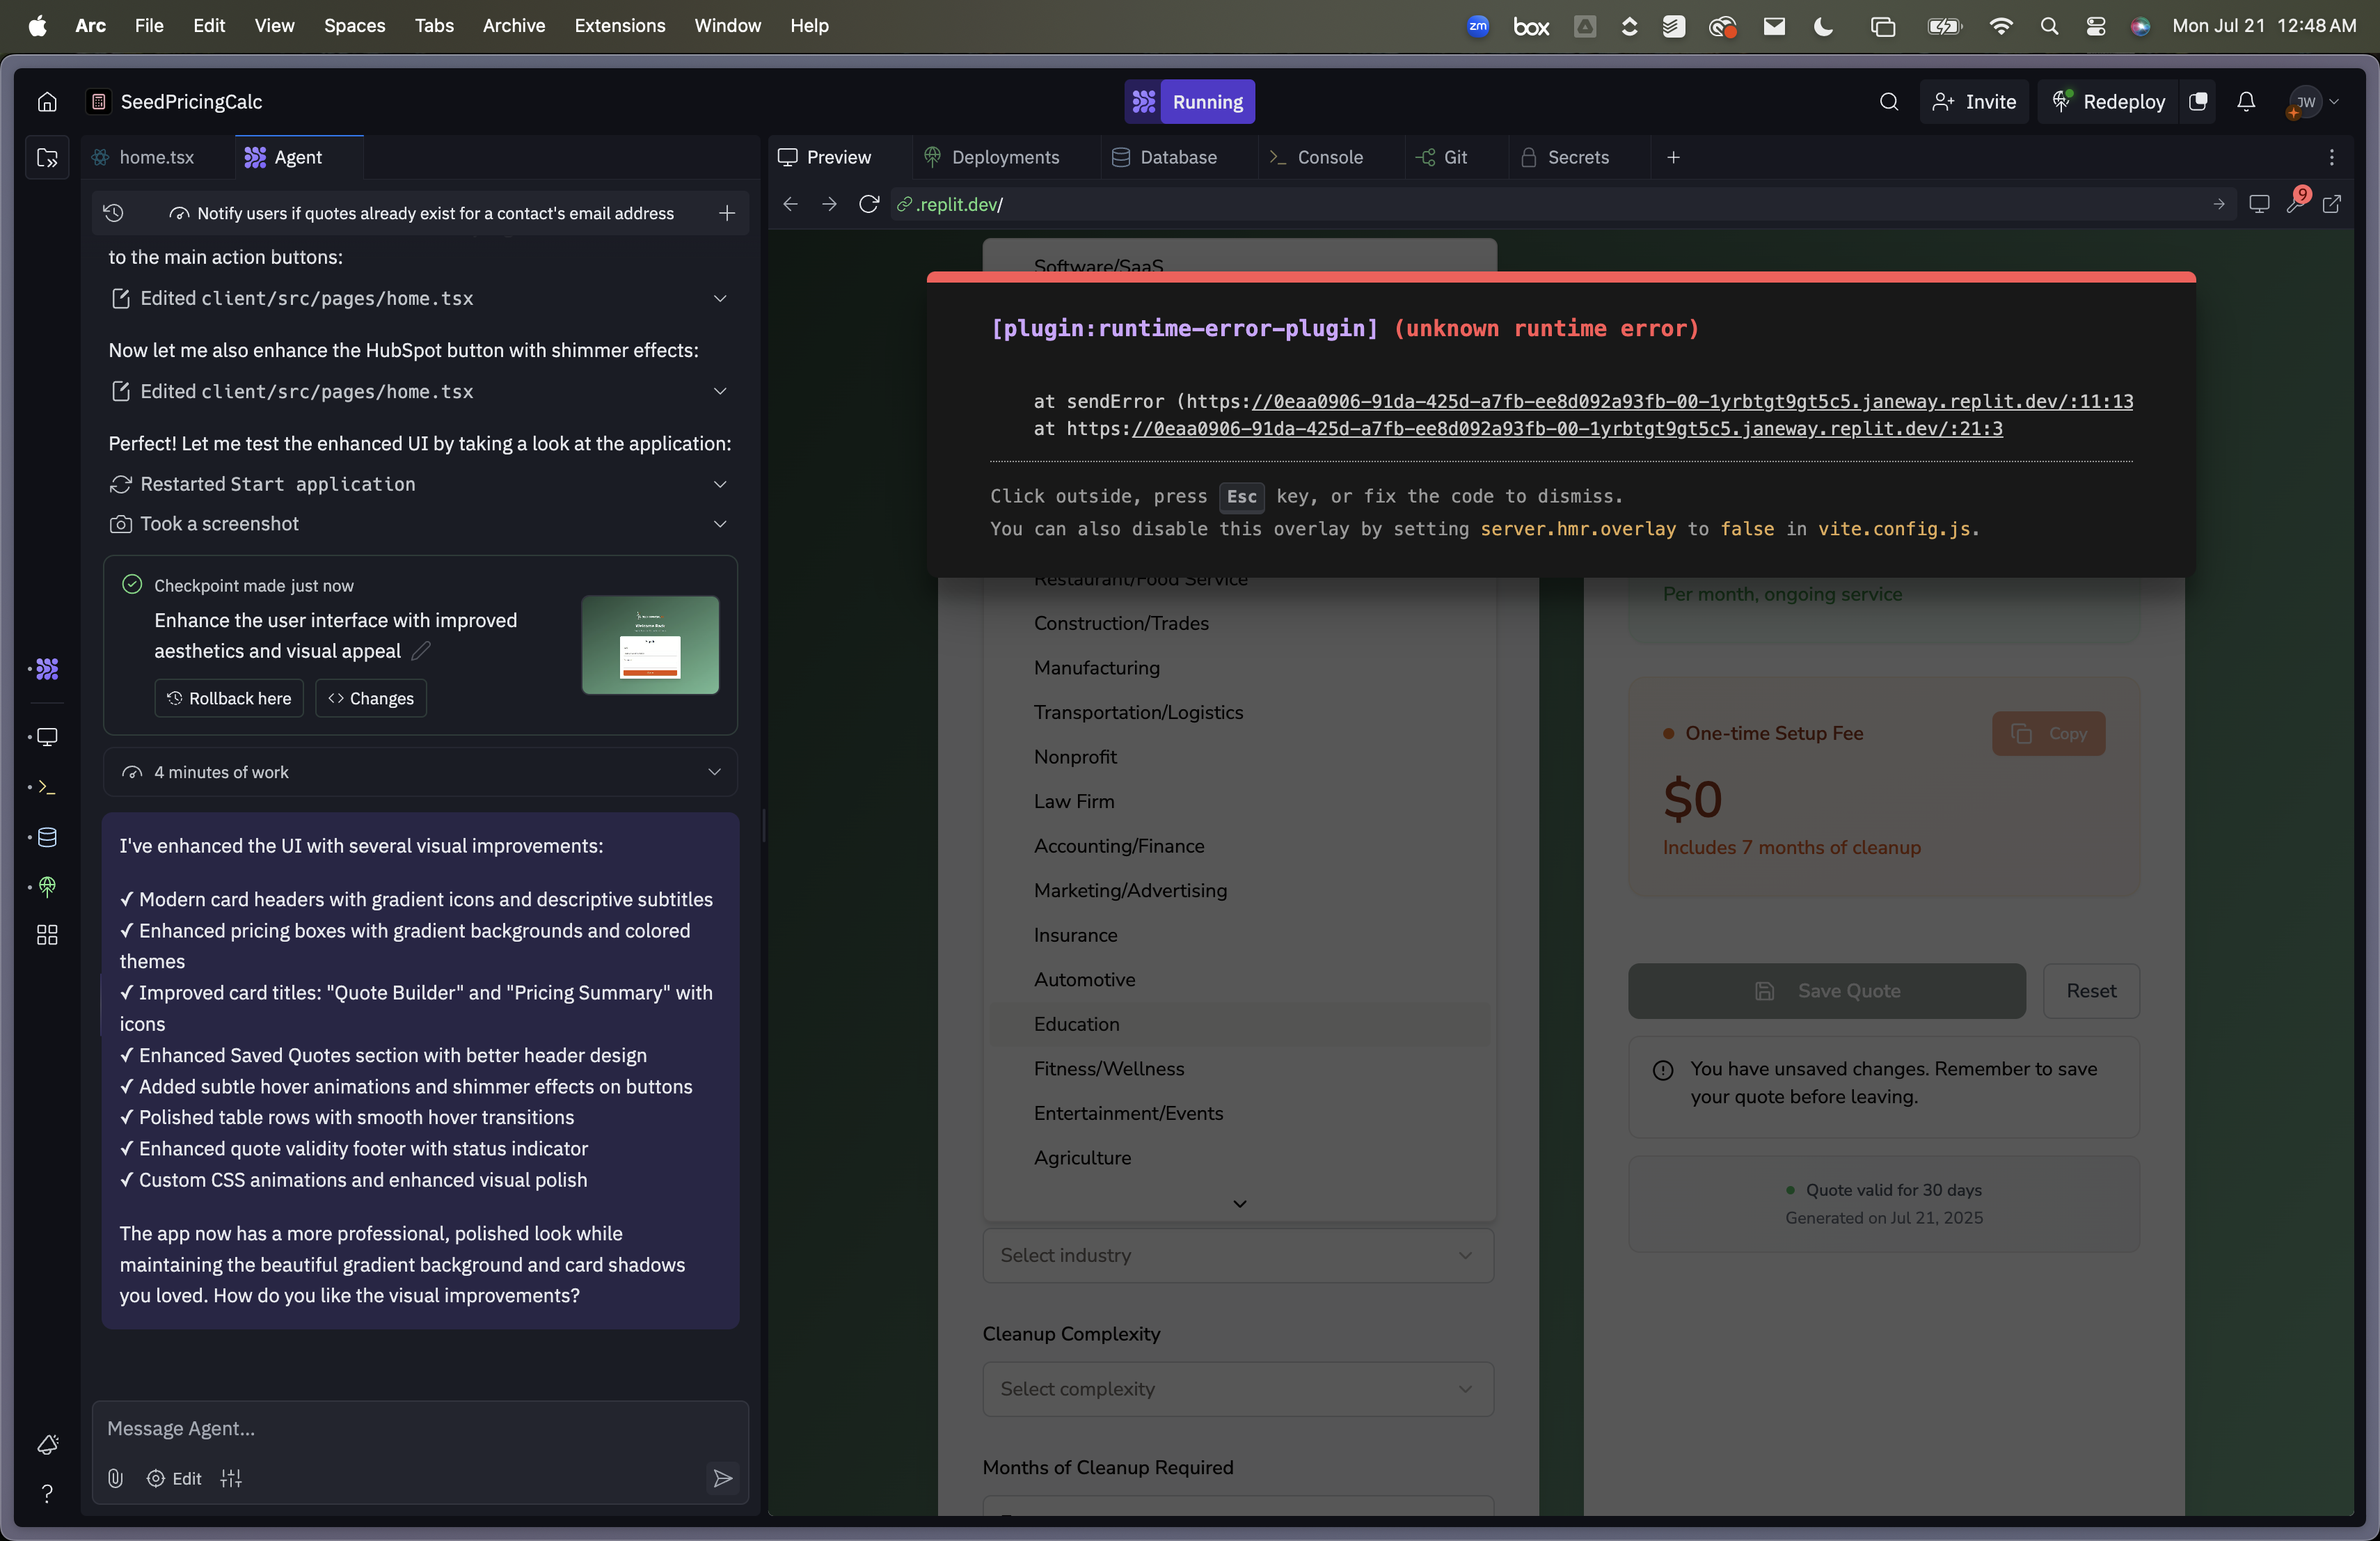 Arc File Edit View Spaces Tabs Archive Extensions Window Help
zm box Mon Jul 21 12:48 AM
SeedPricingCalc
Running
Invite
Redeploy
JW
home.tsx
Agent
Preview
Deployments
Database
Console
Git
Secrets
Notify users if quotes already exist for a contact's email address
.replit.dev/
9
to the main action buttons:
Edited client/src/pages/home.tsx
Now let me also enhance the HubSpot button with shimmer effects:
Edited client/src/pages/home.tsx
Perfect! Let me test the enhanced UI by taking a look at the application:
Restarted Start application
Took a screenshot
Checkpoint made just now
Enhance the user interface with improved
aesthetics and visual appeal
Rollback here
Changes
4 minutes of work
I've enhanced the UI with several visual improvements:
✓ Modern card headers with gradient icons and descriptive subtitles
✓ Enhanced pricing boxes with gradient backgrounds and colored
themes
✓ Improved card titles: "Quote Builder" and "Pricing Summary" with
icons
✓ Enhanced Saved Quotes section with better header design
✓ Added subtle hover animations and shimmer effects on buttons
✓ Polished table rows with smooth hover transitions
✓ Enhanced quote validity footer with status indicator
✓ Custom CSS animations and enhanced visual polish
The app now has a more professional, polished look while
maintaining the beautiful gradient background and card shadows
you loved. How do you like the visual improvements?
Message Agent...
Edit
Software/SaaS
[plugin:runtime-error-plugin] (unknown runtime error)
at sendError (https://0eaa0906-91da-425d-a7fb-ee8d092a93fb-00-1yrbtgt9gt5c5.janeway.replit.dev/:11:13
at https://0eaa0906-91da-425d-a7fb-ee8d092a93fb-00-1yrbtgt9gt5c5.janeway.replit.dev/:21:3
Click outside, press Esc key, or fix the code to dismiss.
You can also disable this overlay by setting server.hmr.overlay to false in vite.config.js.
Restaurant/Food Service
Construction/Trades
Manufacturing
Transportation/Logistics
Nonprofit
Law Firm
Accounting/Finance
Marketing/Advertising
Insurance
Automotive
Education
Fitness/Wellness
Entertainment/Events
Agriculture
Select industry
Cleanup Complexity
Select complexity
Months of Cleanup Required
Per month, ongoing service
One-time Setup Fee
Copy
$0
Includes 7 months of cleanup
Save Quote
Reset
You have unsaved changes. Remember to save
your quote before leaving.
Quote valid for 30 days
Generated on Jul 21, 2025